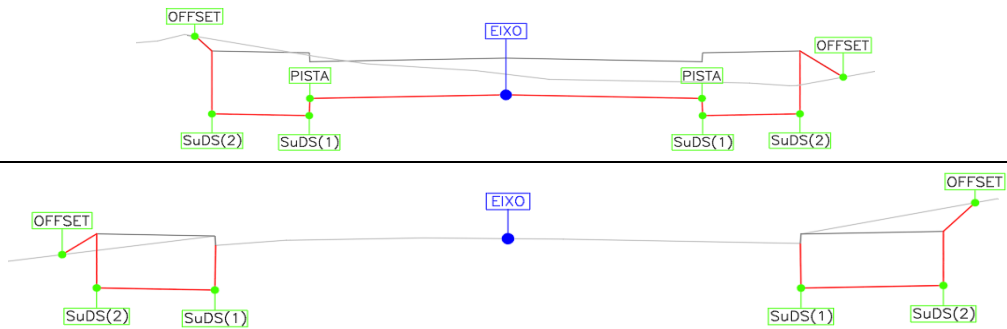 OFFSET
EIXO
OFFSET
PISTA
PISTA
SuDS(2)
SuDS(1)
SuDS(1)
SuDS(2)
OFFSET
EIXO
OFFSET
SuDS(2)
SuDS(1)
SuDS(1)
SuDS(2)